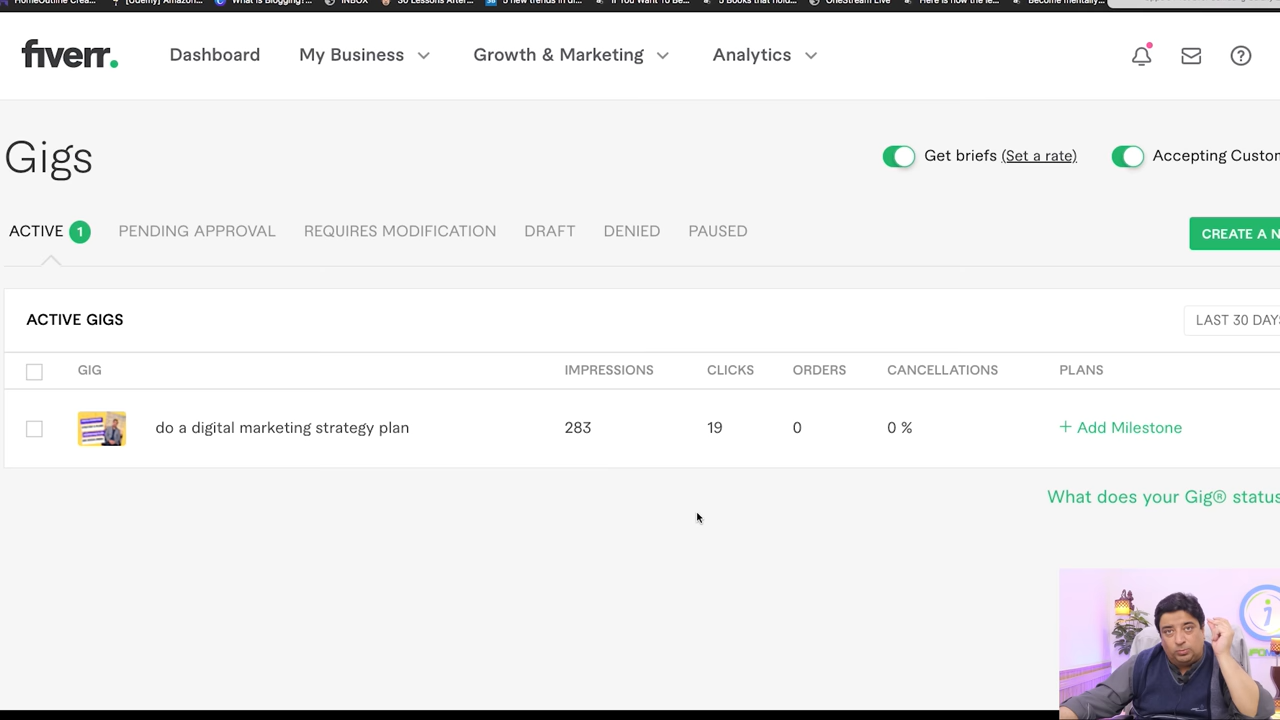 INBOX
fiverr.
Dashboard
My Business
Growth & Marketing
Analytics
Gigs
Get briefs (Set a rate)
Accepting Custom
ACTIVE 1
PENDING APPROVAL
REQUIRES MODIFICATION
DRAFT
DENIED
PAUSED
CREATE A N
ACTIVE GIGS
LAST 30 DAYS
GIG
IMPRESSIONS
CLICKS
ORDERS
CANCELLATIONS
PLANS
do a digital marketing strategy plan
283
19
0
0 %
+ Add Milestone
What does your Gig® status